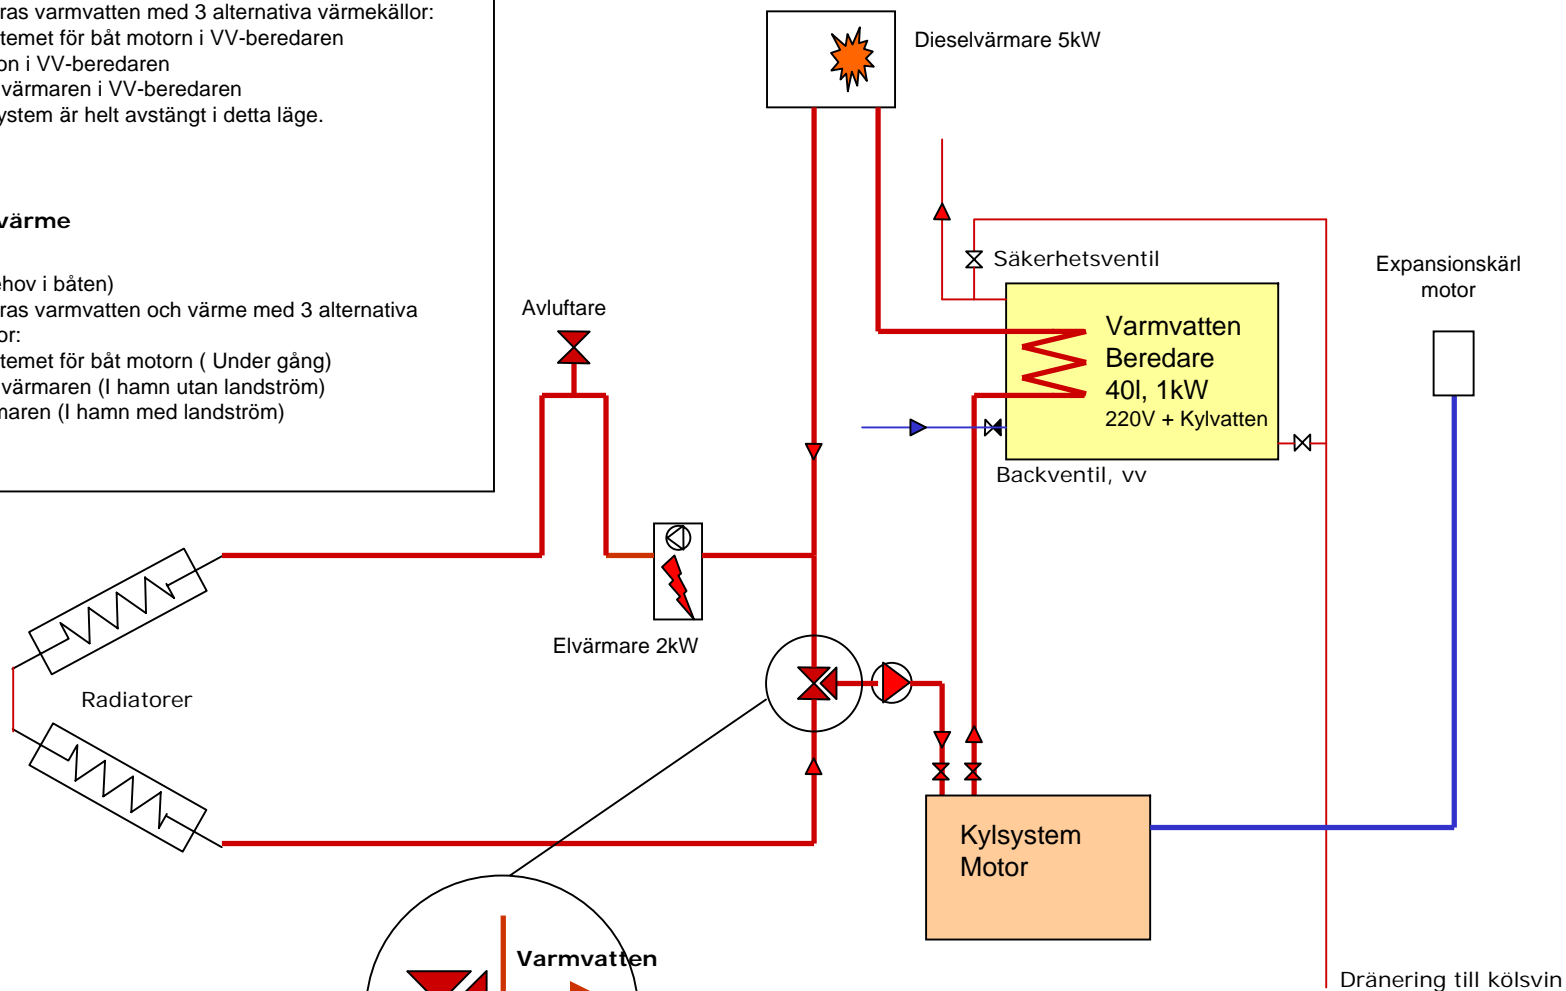 ras varmvatten med 3 alternativa värmekällor:
temet för båt motorn i VV-beredaren
on i VV-beredaren
värmaren i VV-beredaren
system är helt avstängt i detta läge.
värme
ehov i båten)
ras varmvatten och värme med 3 alternativa
or:
temet för båt motorn ( Under gång)
värmaren (I hamn utan landström)
maren (I hamn med landström)
Dieselvärmare 5kW
Säkerhetsventil
Expansionskärl
motor
Avluftare
Varmvatten
Beredare
40l, 1kW
220V + Kylvatten
Backventil, vv
Elvärmare 2kW
Radiatorer
Kylsystem
Motor
Varmvatten
Dränering till kölsvin